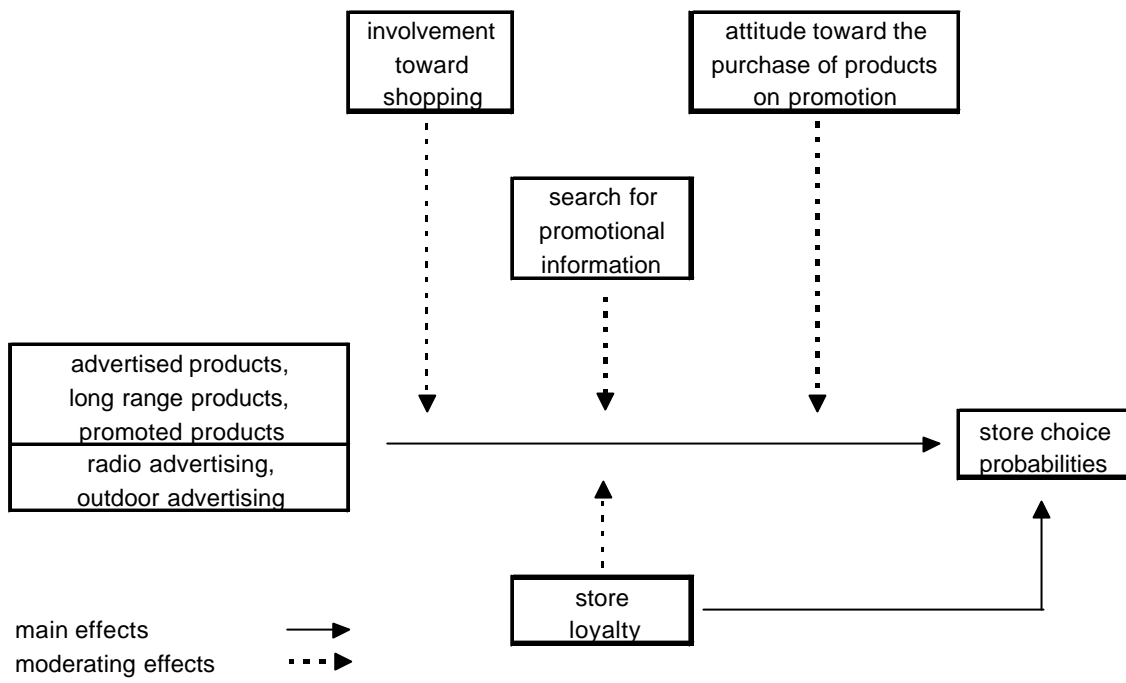 involvement
toward
shopping
attitude toward the
purchase of products
on promotion
search for
promotional
information
advertised products,
long range products,
promoted products
radio advertising,
outdoor advertising
store choice
probabilities
store
loyalty
main effects
moderating effects